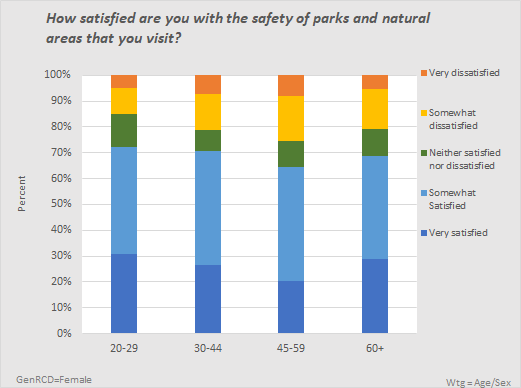 How satisfied are you with the safety of parks and natural
areas that you visit?
100%
90%
80%
70%
60%
50%
40%
30%
20%
10%
0%
Percent
20-29
30-44
45-59
60+
Very dissatisfied
Somewhat
dissatisfied
Neither satisfied
nor dissatisfied
Somewhat
Satisfied
Very satisfied
GenRCD=Female
Wtg = Age/Sex